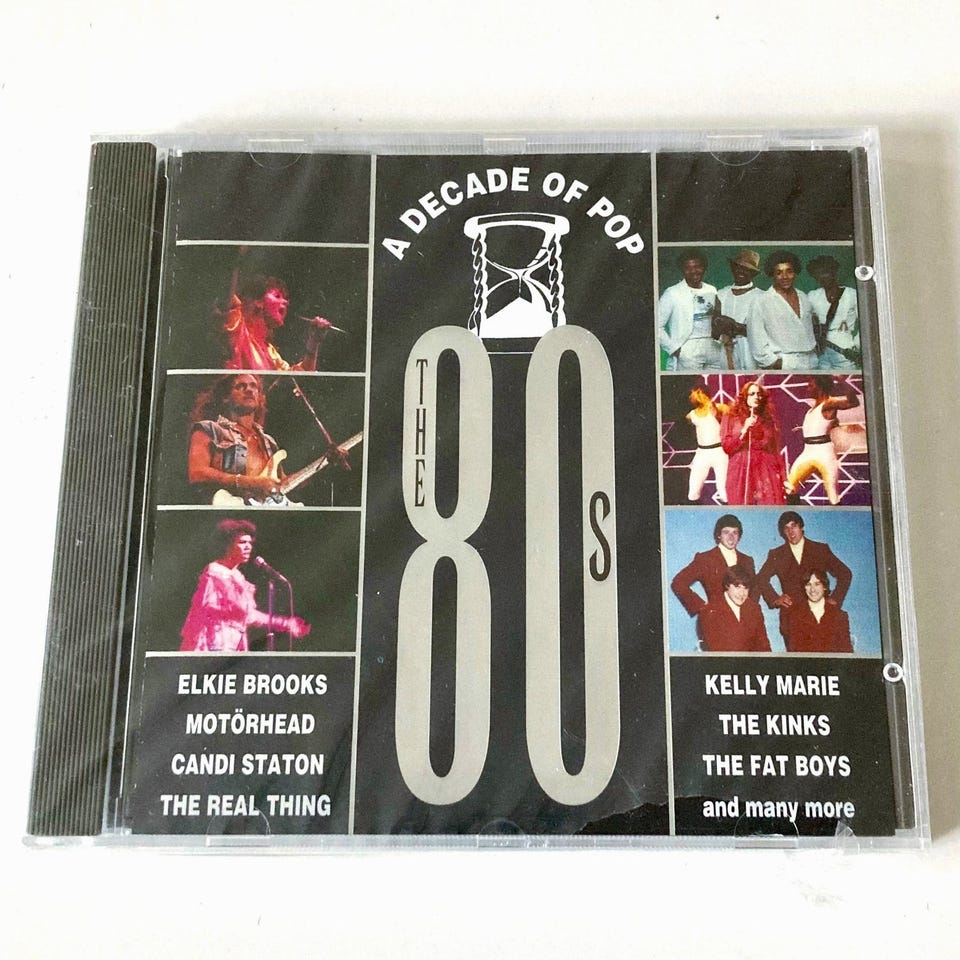 A DECADE OF POP
THE 80s
ELKIE BROOKS
MOTÖRHEAD
CANDI STATON
THE REAL THING
KELLY MARIE
THE KINKS
THE FAT BOYS
and many more